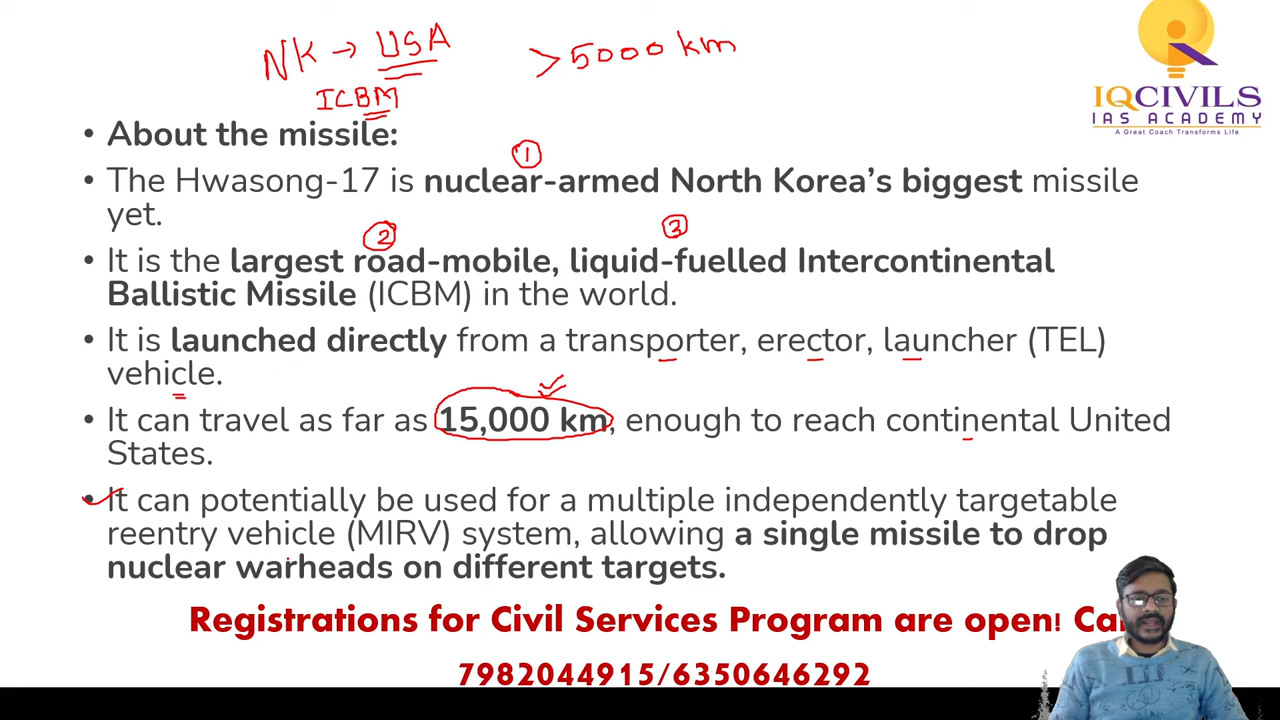 NK → USA >5000 km
ICBM
IQCIVILS
IAS ACADEMY
A Great Coach Transforms Life
• About the missile:
1
• The Hwasong-17 is nuclear-armed North Korea's biggest missile
yet.
2 3
• It is the largest road-mobile, liquid-fuelled Intercontinental
Ballistic Missile (ICBM) in the world.
• It is launched directly from a transporter, erector, launcher (TEL)
vehicle.
• It can travel as far as 15,000 km, enough to reach continental United
States.
• It can potentially be used for a multiple independently targetable
reentry vehicle (MIRV) system, allowing a single missile to drop
nuclear warheads on different targets.
Registrations for Civil Services Program are open! Ca
7982044915/6350646292